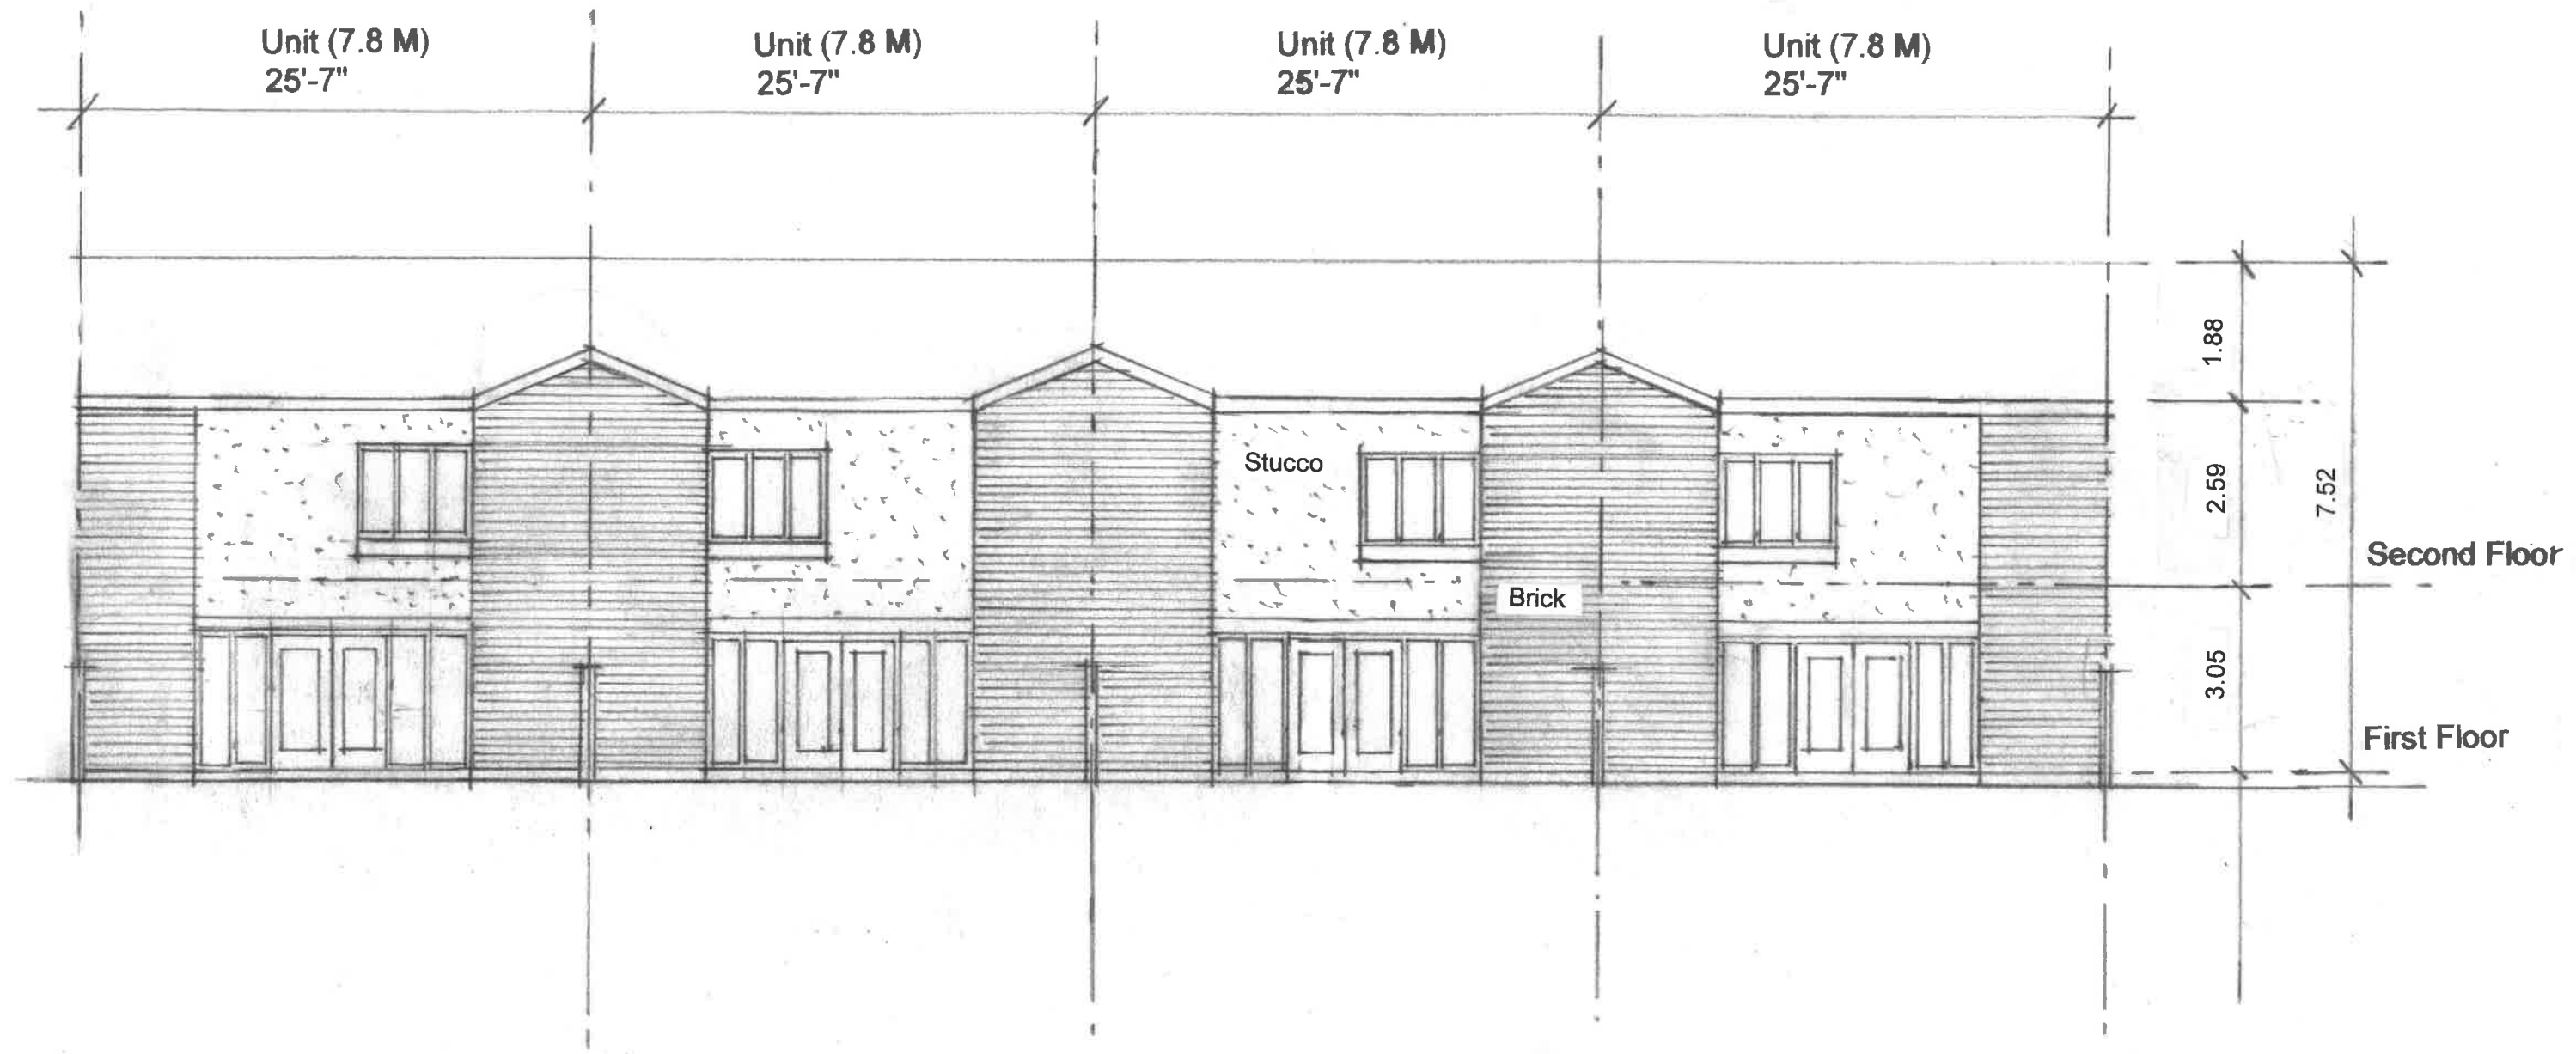 Unit (7.8 M)
25'-7"
Unit (7.8 M)
25'-7"
Unit (7.8 M)
25'-7"
Unit (7.8 M)
25'-7"
1.88
2.59
7.52
3.05
Stucco
Brick
Second Floor
First Floor